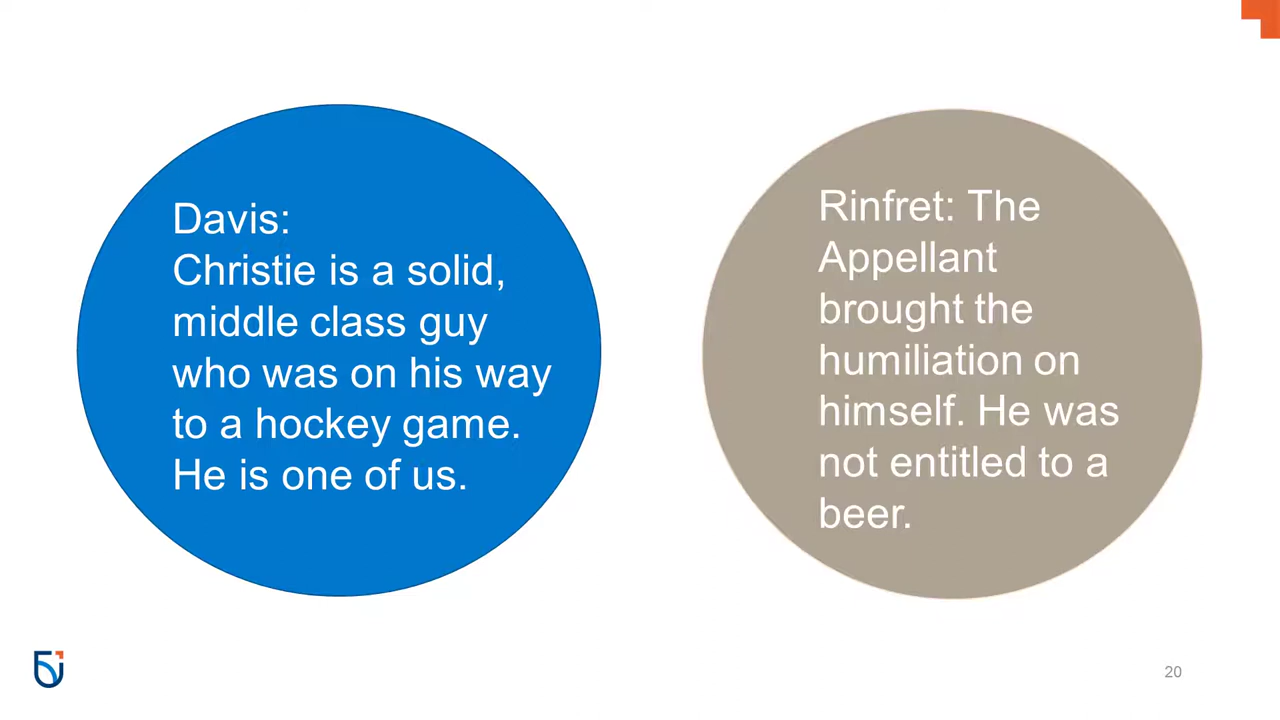 Davis:
Christie is a solid,
middle class guy
who was on his way
to a hockey game.
He is one of us.
Rinfret: The
Appellant
brought the
humiliation on
himself. He was
not entitled to a
beer.
20